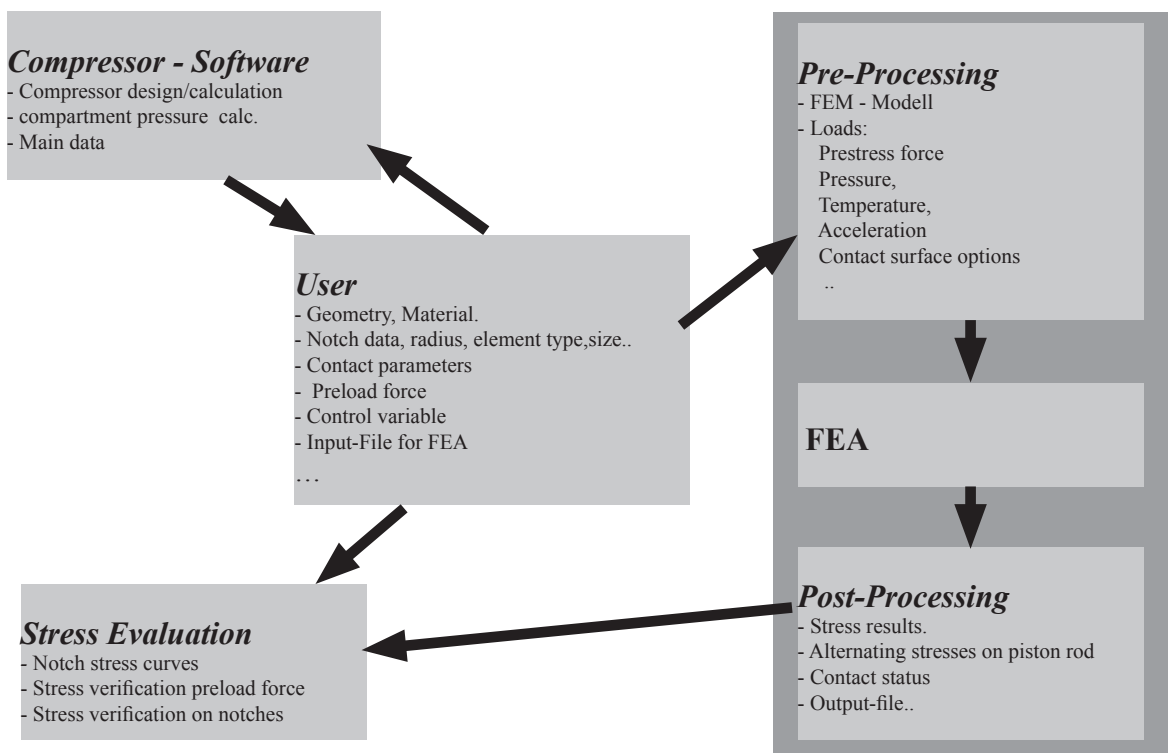 Compressor - Software
- Compressor design/calculation
- compartment pressure calc.
- Main data
User
- Geometry, Material.
- Notch data, radius, element type,size..
- Contact parameters
- Preload force
- Control variable
- Input-File for FEA
…
Stress Evaluation
- Notch stress curves
- Stress verification preload force
- Stress verification on notches
Pre-Processing
- FEM - Modell
- Loads:
Prestress force
Pressure,
Temperature,
Acceleration
Contact surface options
..
FEA
Post-Processing
- Stress results.
- Alternating stresses on piston rod
- Contact status
- Output-file..